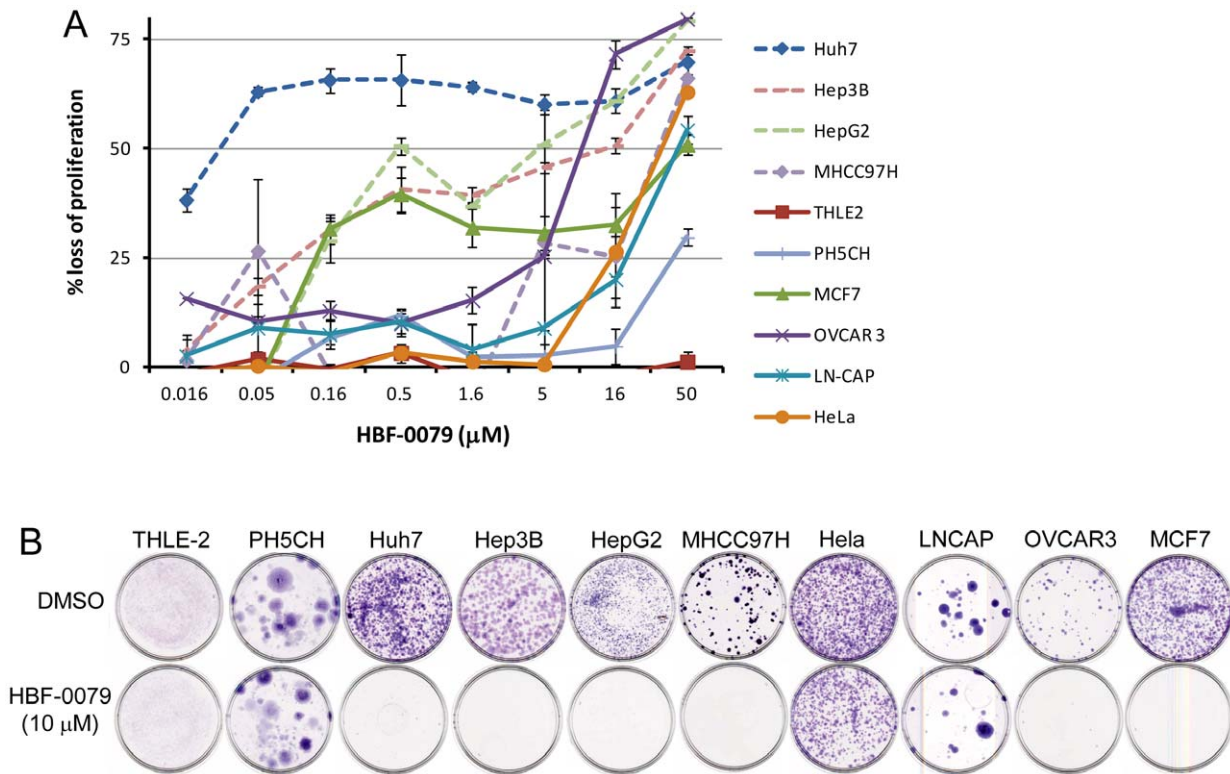 A
75
50
25
0
% loss of proliferation
0.016 0.05 0.16 0.5 1.6 5 16 50
HBF-0079 (μM)
Huh7
Hep3B
HepG2
MHCC97H
THLE2
PH5CH
MCF7
OVCAR 3
LN-CAP
HeLa
B
THLE-2 PH5CH Huh7 Hep3B HepG2 MHCC97H Hela LNCAP OVCAR3 MCF7
DMSO
HBF-0079
(10 μM)